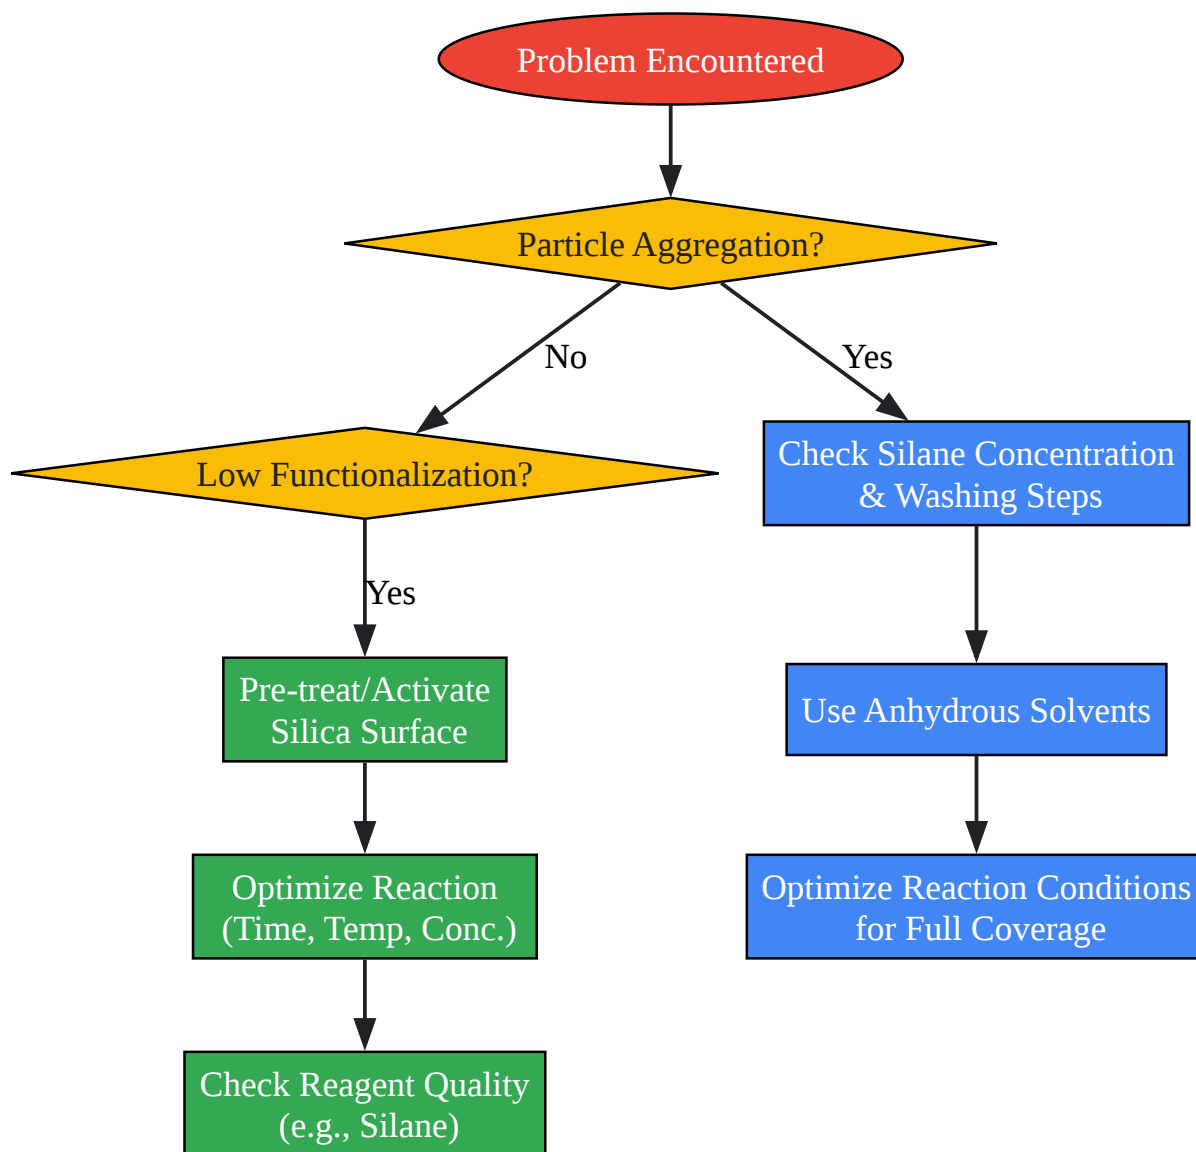 Problem Encountered
Particle Aggregation?
No
Yes
Low Functionalization?
Check Silane Concentration
& Washing Steps
Yes
Pre-treat/Activate
Silica Surface
Use Anhydrous Solvents
Optimize Reaction
(Time, Temp, Conc.)
Optimize Reaction Conditions
for Full Coverage
Check Reagent Quality
(e.g., Silane)